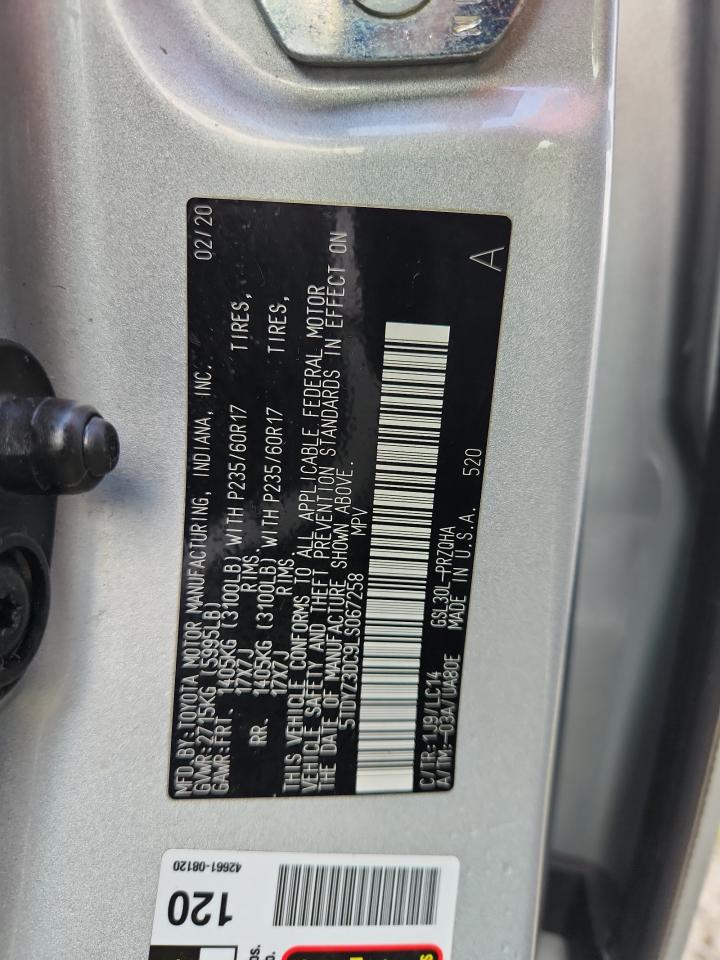 MFD.BY:TOYOTA MOTOR MANUFACTURING, INDIANA, INC. 02/20
GVWR:2715KG (5995LB)
GAWR:FRT. 1405KG (3100LB) WITH P235/60R17 TIRES,
17X7J RIMS.
RR. 1405KG (3100LB) WITH P235/60R17 TIRES,
17X7J RIMS.
THIS VEHICLE CONFORMS TO ALL APPLICABLE FEDERAL MOTOR
VEHICLE SAFETY AND THEFT PREVENTION STANDARDS IN EFFECT ON
THE DATE OF MANUFACTURE SHOWN ABOVE.
5TDYZ3DC9LS067258 MPV
C/TR:1J9/LC14 GSL30L-PRZQHA
A/TM:-03A/UA80E MADE IN U.S.A. 520
A
42661-08120
120